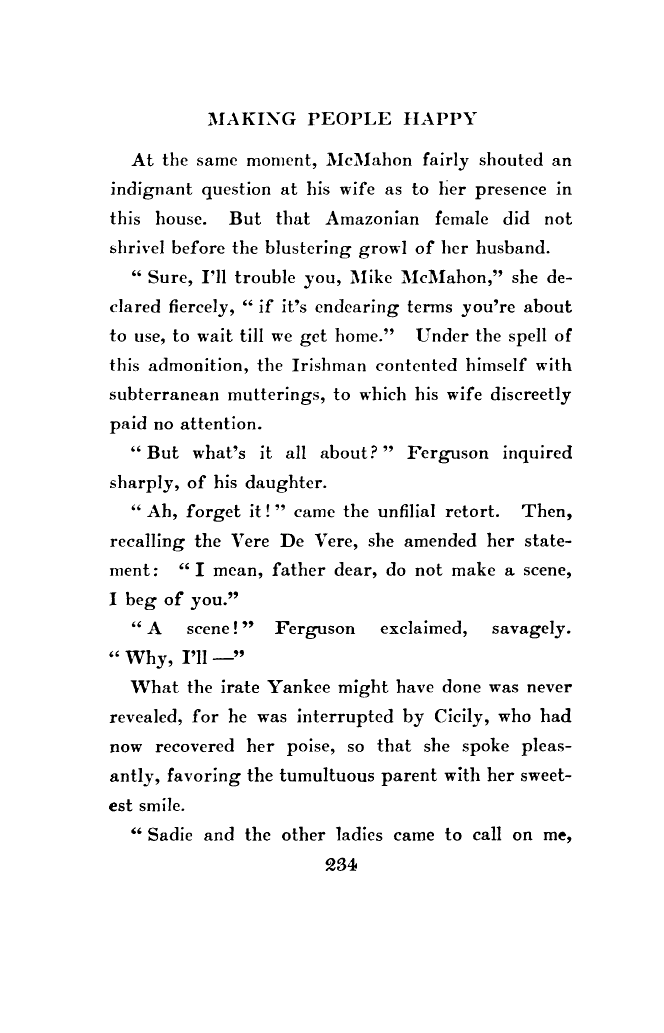 MAKING PEOPLE HAPPY
At the same moment, McMahon fairly shouted an
indignant question at his wife as to her presence in
this house. But that Amazonian female did not
shrivel before the blustering growl of her husband.
“ Sure, I’ll trouble you, Mike McMahon,” she de-
clared fiercely, “ if it’s endearing terms you’re about
to use, to wait till we get home.” Under the spell of
this admonition, the Irishman contented himself with
subterranean mutterings, to which his wife discreetly
paid no attention.
“ But what’s it all about? ” Ferguson inquired
sharply, of his daughter.
“ Ah, forget it! ” came the unfilial retort. Then,
recalling the Vere De Vere, she amended her state-
ment: “ I mean, father dear, do not make a scene,
I beg of you.”
“ A scene! ” Ferguson exclaimed, savagely.
“ Why, I’ll —”
What the irate Yankee might have done was never
revealed, for he was interrupted by Cicily, who had
now recovered her poise, so that she spoke pleas-
antly, favoring the tumultuous parent with her sweet-
est smile.
“ Sadie and the other ladies came to call on me,
234